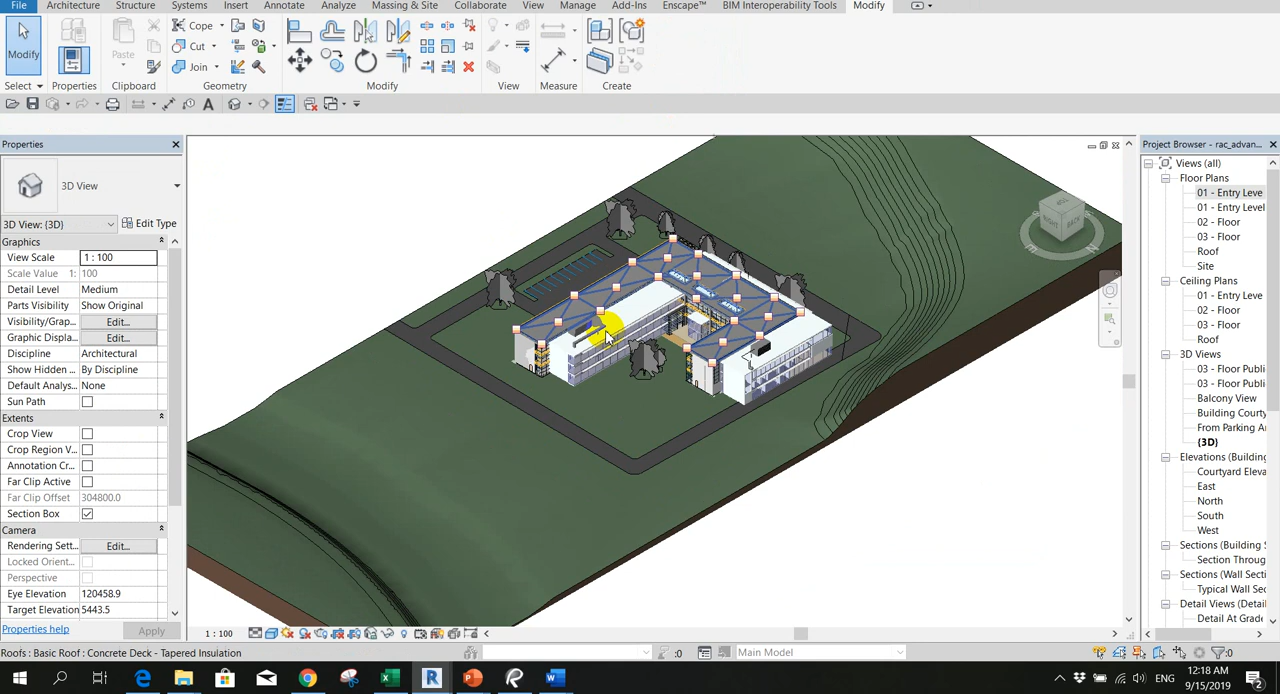 File Architecture Structure Systems Insert Annotate Analyze Massing & Site Collaborate View Manage Add-Ins Enscape™ BIM Interoperability Tools Modify
Modify
Paste
Cope
Cut
Join
Select Properties Clipboard Geometry Modify View Measure Create
Properties
3D View
3D View: {3D} Edit Type
Graphics
View Scale 1 : 100
Scale Value 1: 100
Detail Level Medium
Parts Visibility Show Original
Visibility/Grap... Edit...
Graphic Displa... Edit...
Discipline Architectural
Show Hidden ... By Discipline
Default Analys... None
Sun Path
Extents
Crop View
Crop Region V...
Annotation Cr...
Far Clip Active
Far Clip Offset 304800.0
Section Box
Camera
Rendering Sett... Edit...
Locked Orient...
Perspective
Eye Elevation 120458.9
Target Elevation 5443.5
Properties help Apply
RIGHT
BACK
Project Browser - rac_advan...
Views (all)
Floor Plans
01 - Entry Leve
01 - Entry Level
02 - Floor
03 - Floor
Roof
Site
Ceiling Plans
01 - Entry Leve
02 - Floor
03 - Floor
3D Views
03 - Floor Publi
03 - Floor Publi
Balcony View
Building Courty
From Parking A
{3D}
Elevations (Building
Courtyard Eleva
East
North
South
West
Sections (Building S
Section Throug
Sections (Wall Secti
Typical Wall Sec
Detail Views (Detai
Detail At Grade
1 : 100
Roofs : Basic Roof : Concrete Deck - Tapered Insulation
:0
Main Model
:0
ENG
12:18 AM
9/15/2019
2